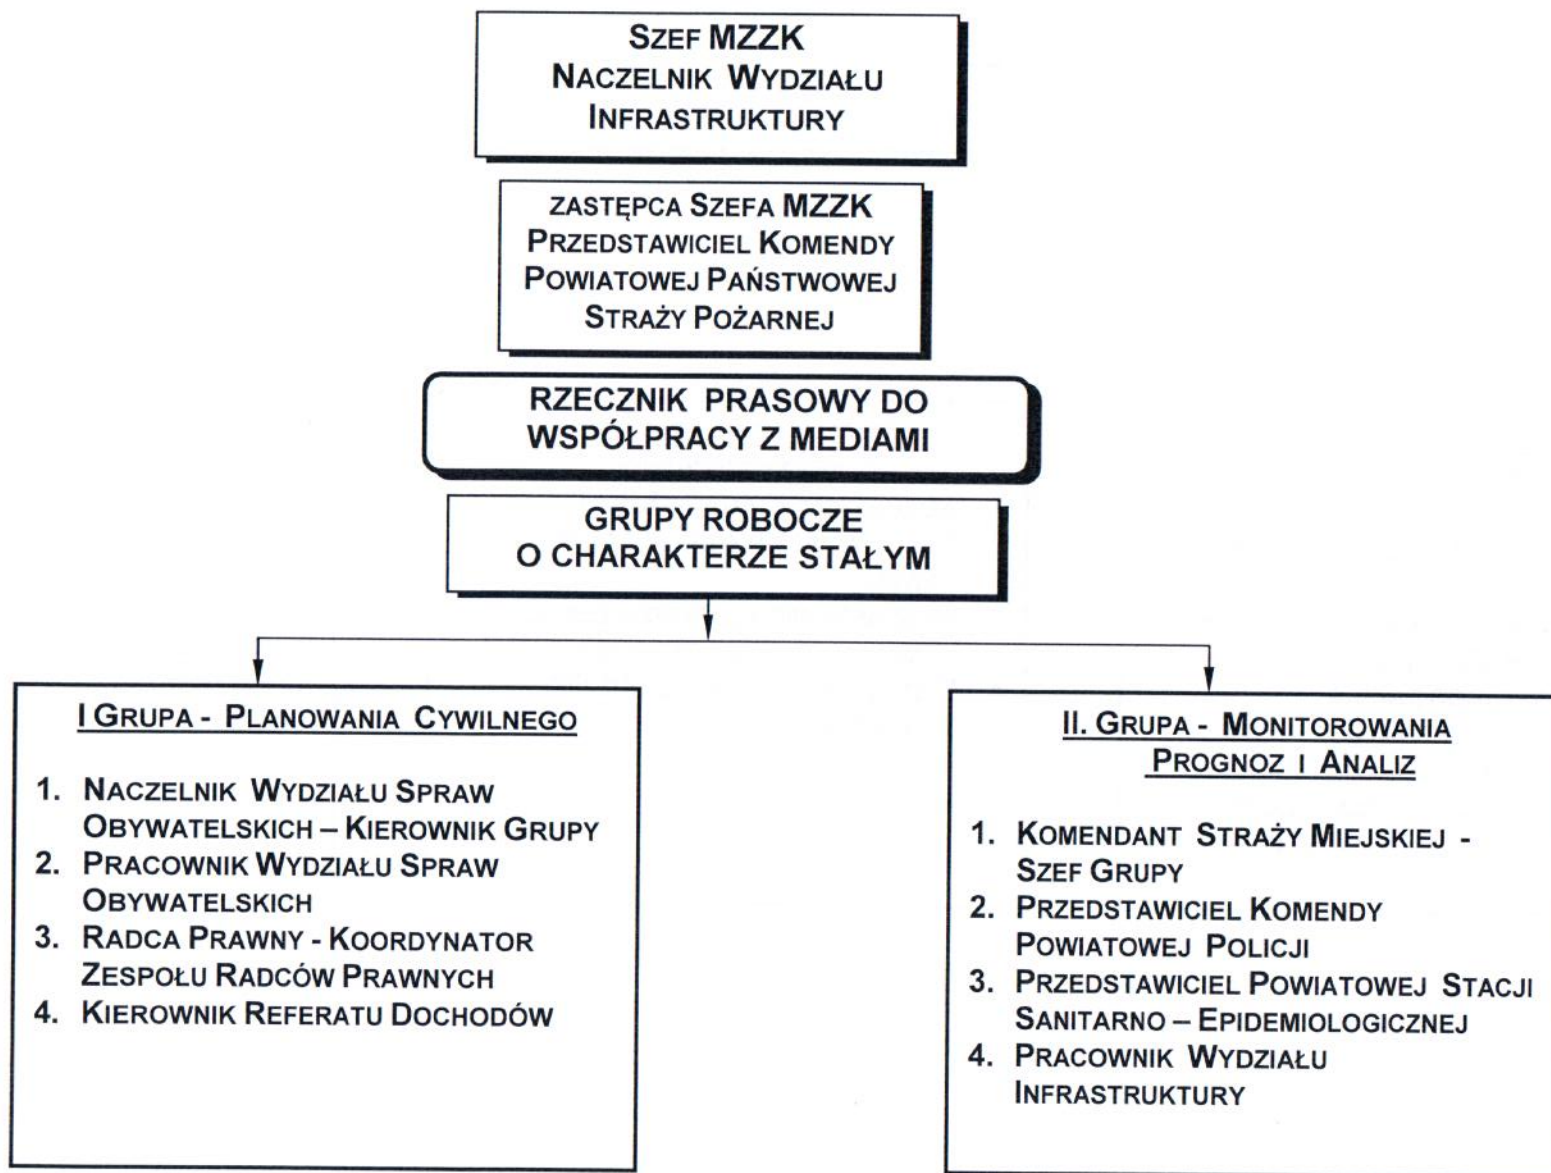 SZEF MZZK
NACZELNIK WYDZIAŁU
INFRASTRUKTURY
ZASTĘPCA SZEFA MZZK
PRZEDSTAWICIEL KOMENDY
POWIATOWEJ PAŃSTWOWEJ
STRAŻY POŻARNEJ
RZECZNIK PRASOWY DO
WSPÓŁPRACY Z MEDIAMI
GRUPY ROBOCZE
O CHARAKTERZE STAŁYM
I GRUPA - PLANOWANIA CYWILNEGO
1. NACZELNIK WYDZIAŁU SPRAW
OBYWATELSKICH – KIEROWNIK GRUPY
2. PRACOWNIK WYDZIAŁU SPRAW
OBYWATELSKICH
3. RADCA PRAWNY - KOORDYNATOR
ZESPOŁU RADCÓW PRAWNYCH
4. KIEROWNIK REFERATU DOCHODÓW
II. GRUPA - MONITOROWANIA
PROGNOZ I ANALIZ
1. KOMENDANT STRAŻY MIEJSKIEJ -
SZEF GRUPY
2. PRZEDSTAWICIEL KOMENDY
POWIATOWEJ POLICJI
3. PRZEDSTAWICIEL POWIATOWEJ STACJI
SANITARNO – EPIDEMIOLOGICZNEJ
4. PRACOWNIK WYDZIAŁU
INFRASTRUKTURY